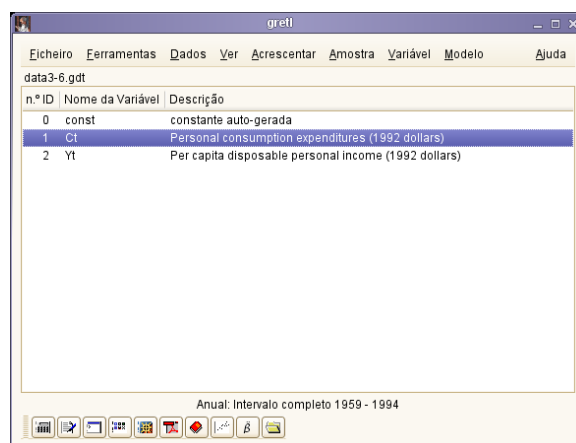 gretl
Ficheiro Ferramentas Dados Ver Acrescentar Amostra Variável Modelo Ajuda
data3-6.gdt
n.º ID Nome da Variável Descrição
0 const constante auto-gerada
1 Ct Personal consumption expenditures (1992 dollars)
2 Yt Per capita disposable personal income (1992 dollars)
Anual: Intervalo completo 1959 - 1994
β̂